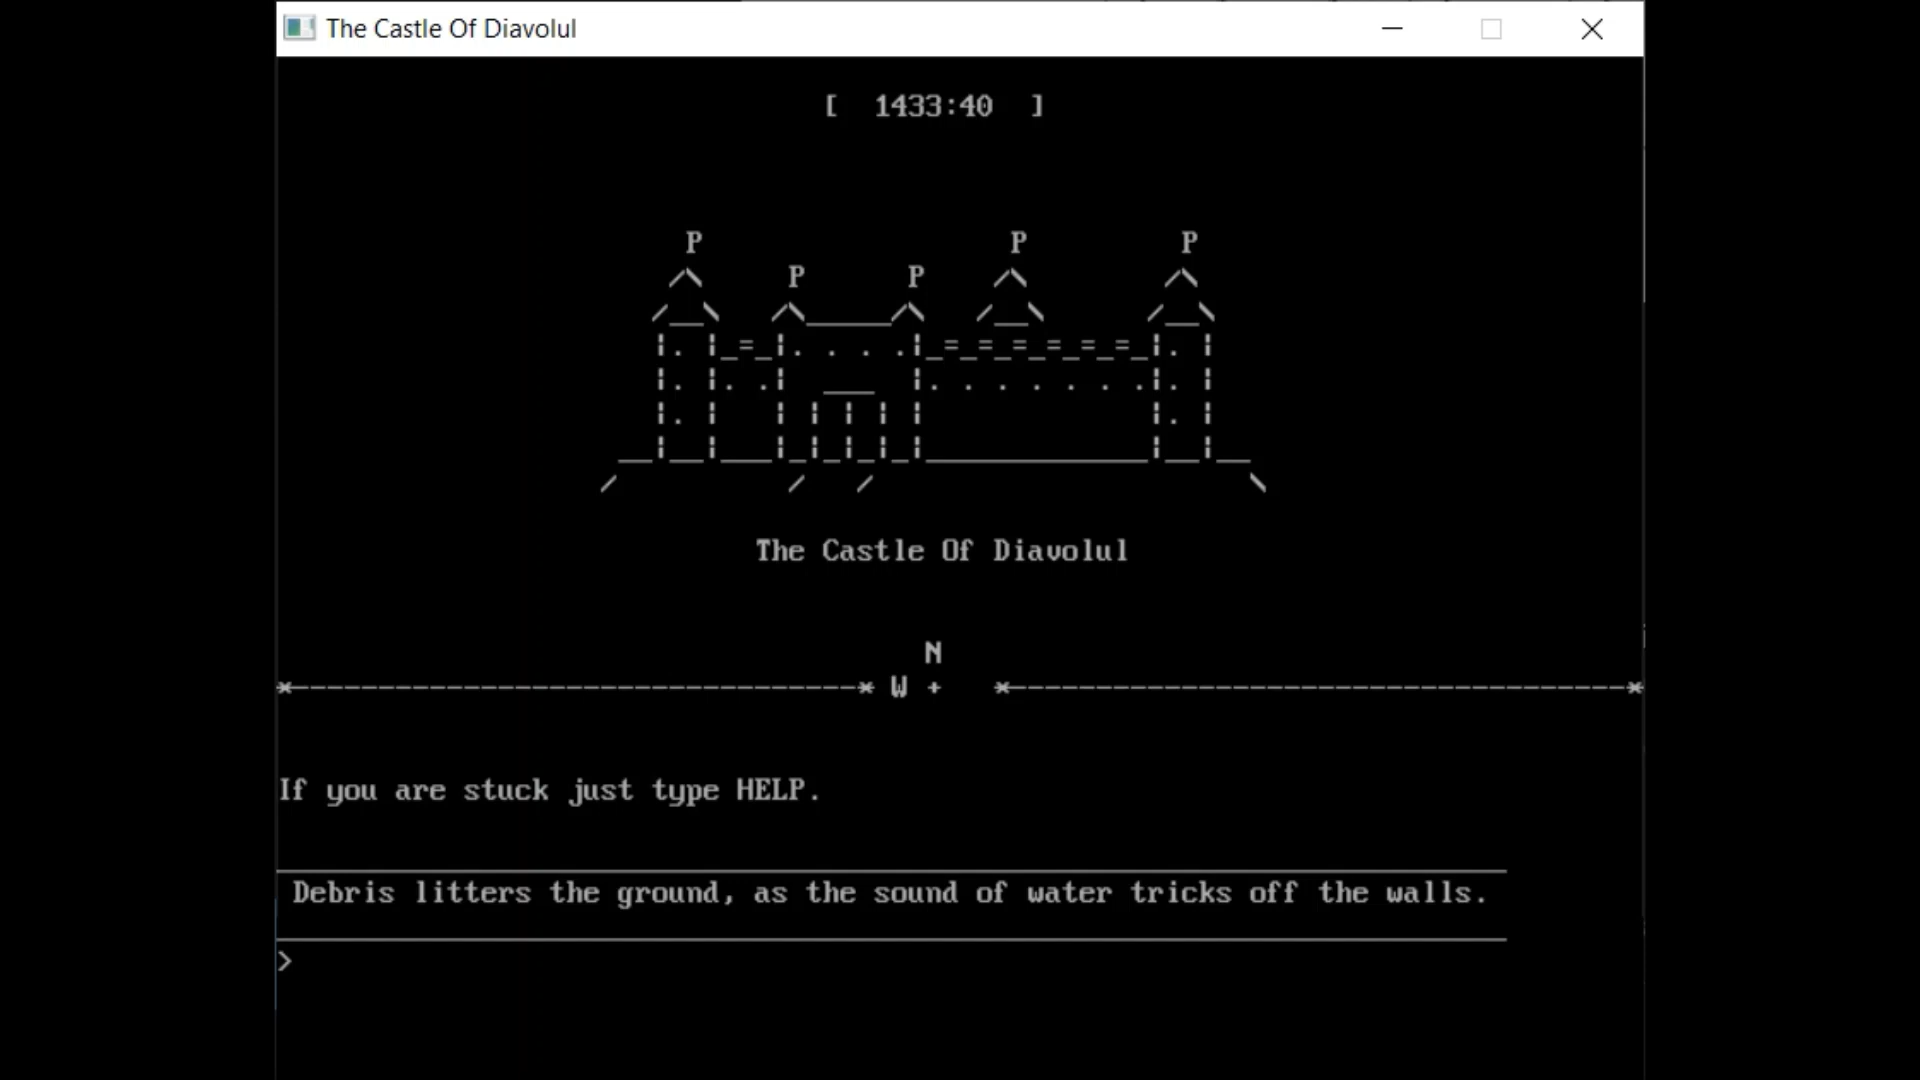 The Castle Of Diavolul
[ 1433:40 ]
P P P
P P
The Castle Of Diavolul
N
W +
If you are stuck just type HELP.
Debris litters the ground, as the sound of water tricks off the walls.
>